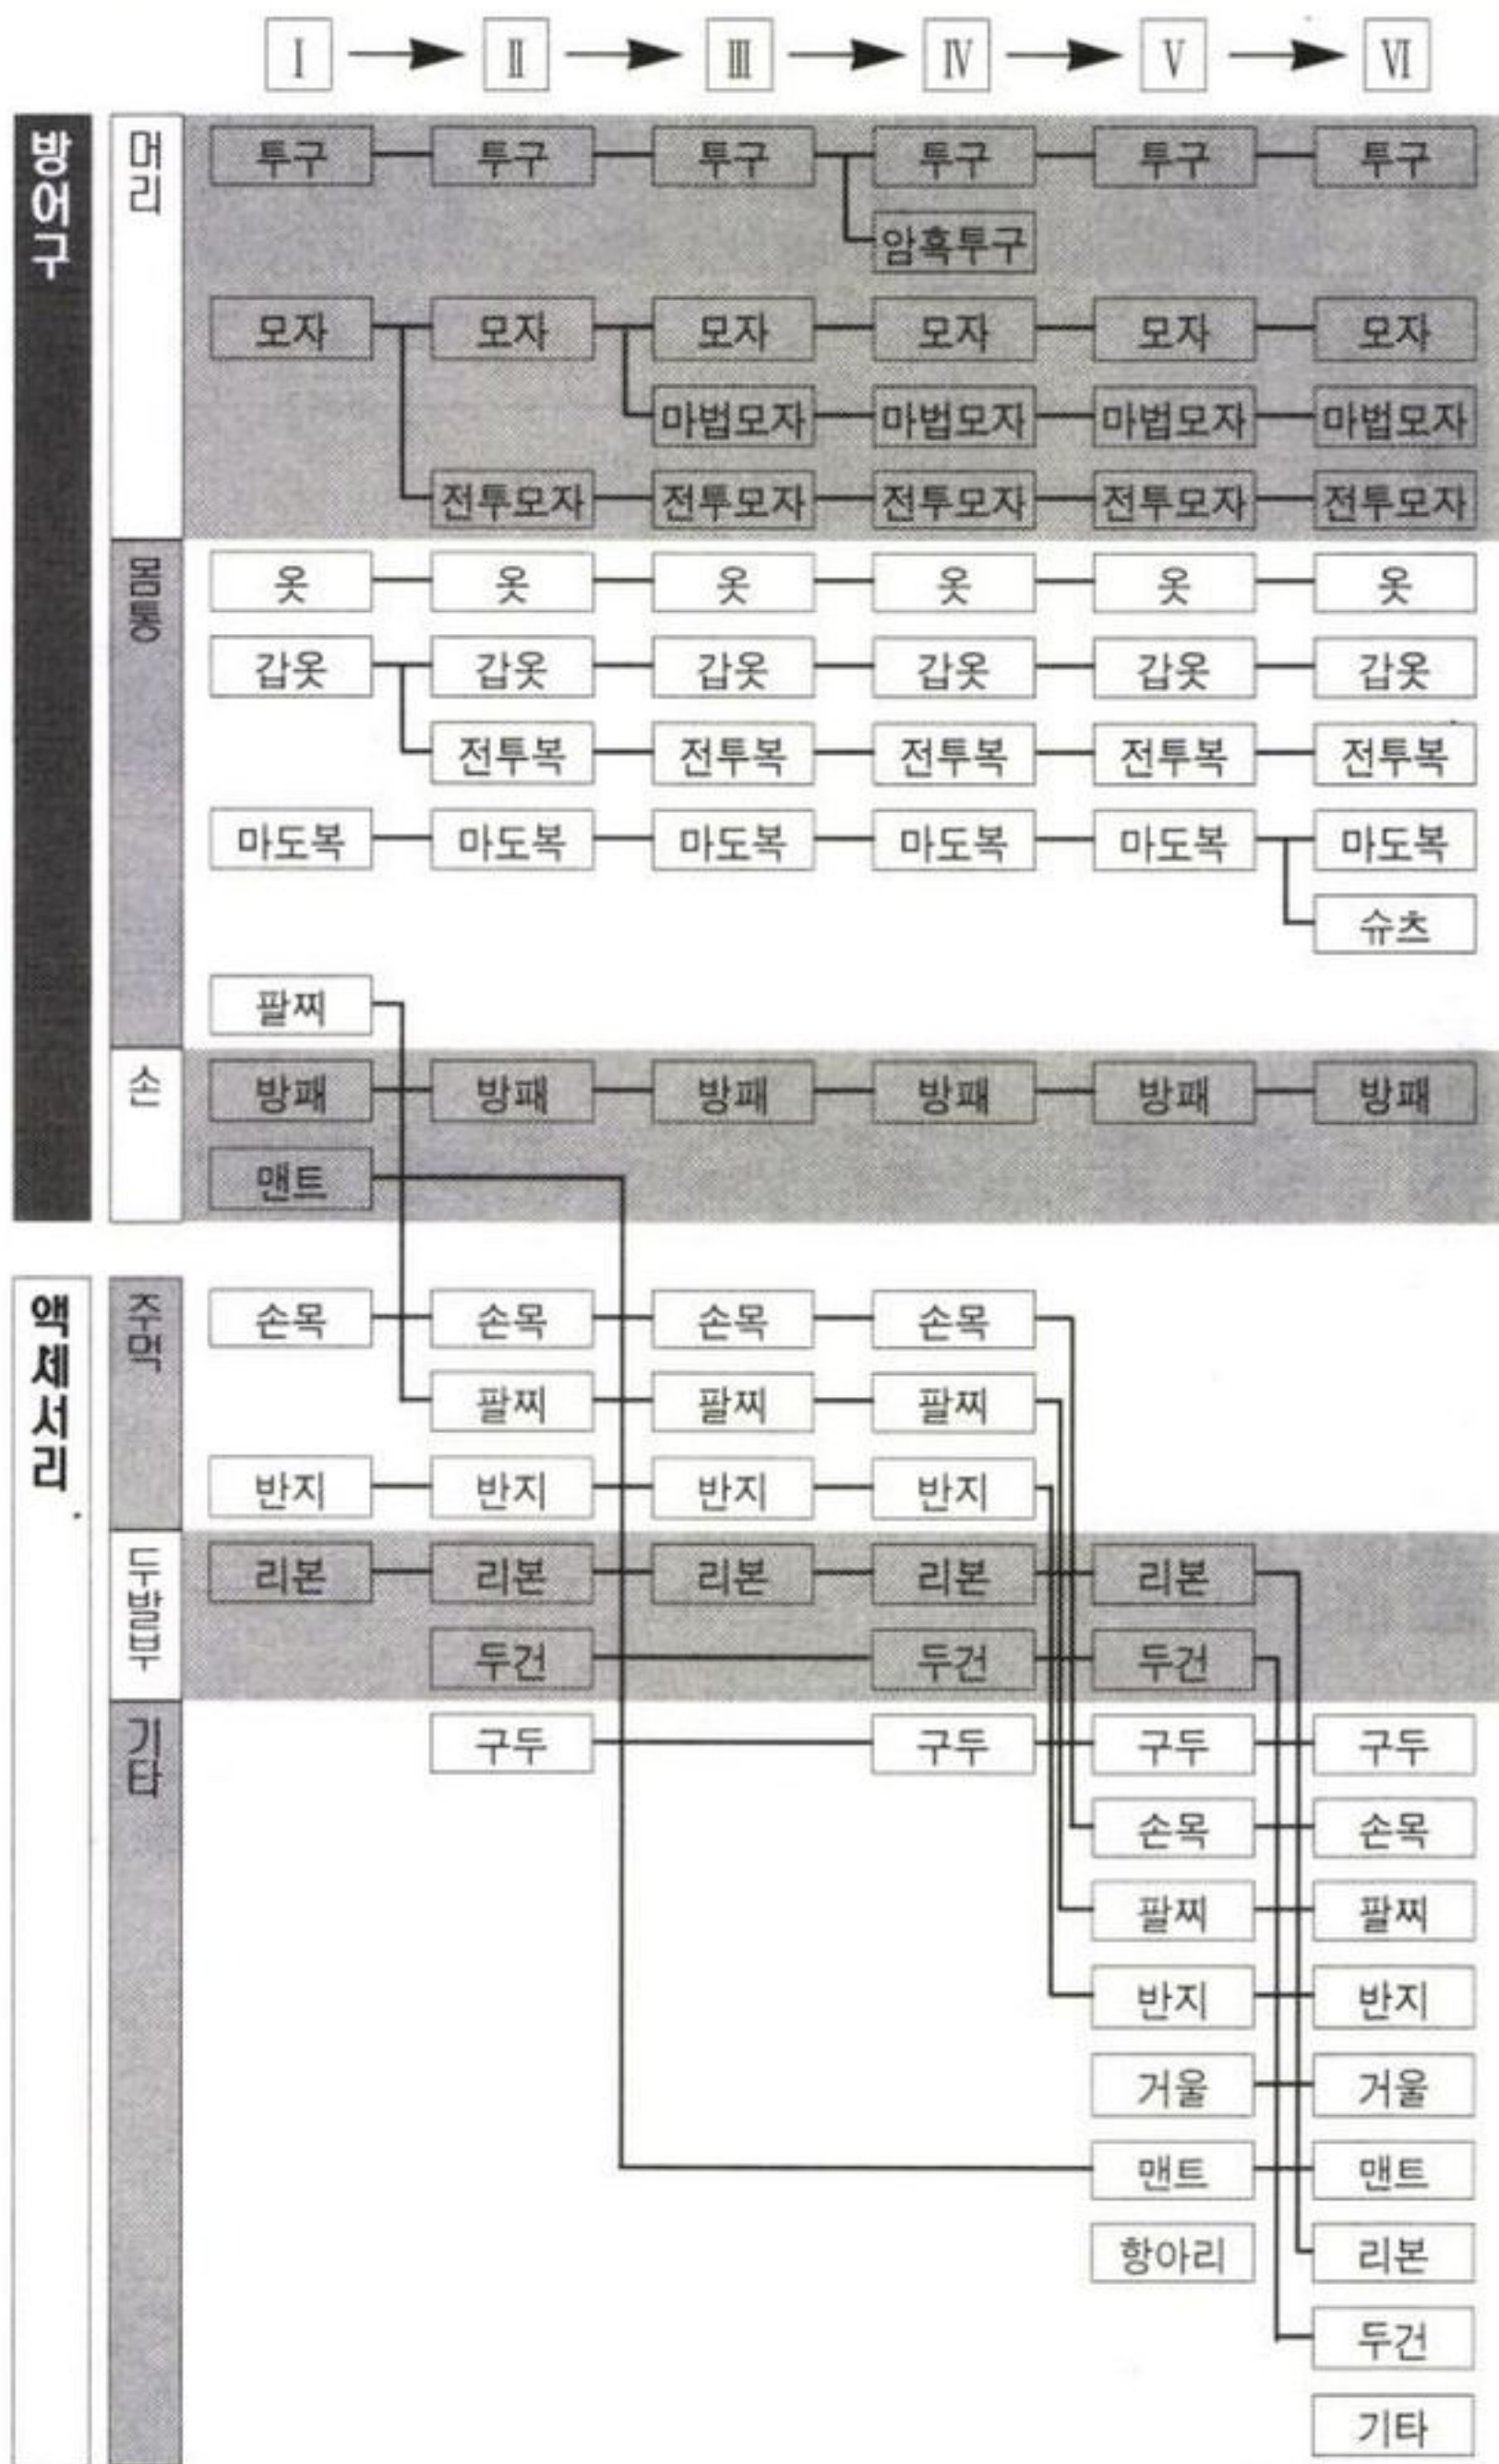 I II III IV V VI
방어구
머리
투구 투구 투구 투구 투구 투구
암흑투구
모자 모자 모자 모자 모자 모자
마법모자 마법모자 마법모자 마법모자
전투모자 전투모자 전투모자 전투모자 전투모자
몸통
옷 옷 옷 옷 옷 옷
갑옷 갑옷 갑옷 갑옷 갑옷 갑옷
전투복 전투복 전투복 전투복 전투복
마도복 마도복 마도복 마도복 마도복 마도복
슈츠
팔찌
손
방패 방패 방패 방패 방패 방패
맨트
액세서리
주먹
손목 손목 손목 손목
팔찌 팔찌 팔찌
반지 반지 반지 반지
두발부
리본 리본 리본 리본 리본
두건 두건 두건
기타
구두 구두 구두 구두
손목 손목
팔찌 팔찌
반지 반지
거울 거울
맨트 맨트
항아리 리본
두건
기타